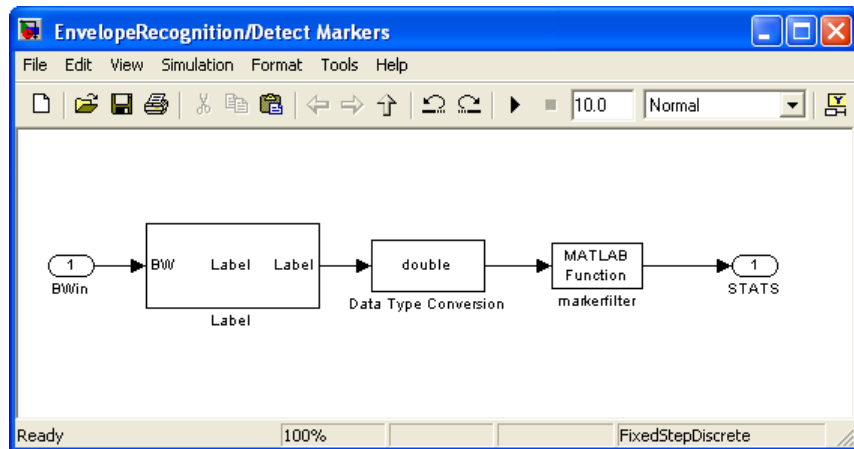 EnvelopeRecognition/Detect Markers
File Edit View Simulation Format Tools Help
10.0 Normal
1
BWin
BW Label Label
Label
double
Data Type Conversion
MATLAB
Function
markerfilter
1
STATS
Ready 100% FixedStepDiscrete